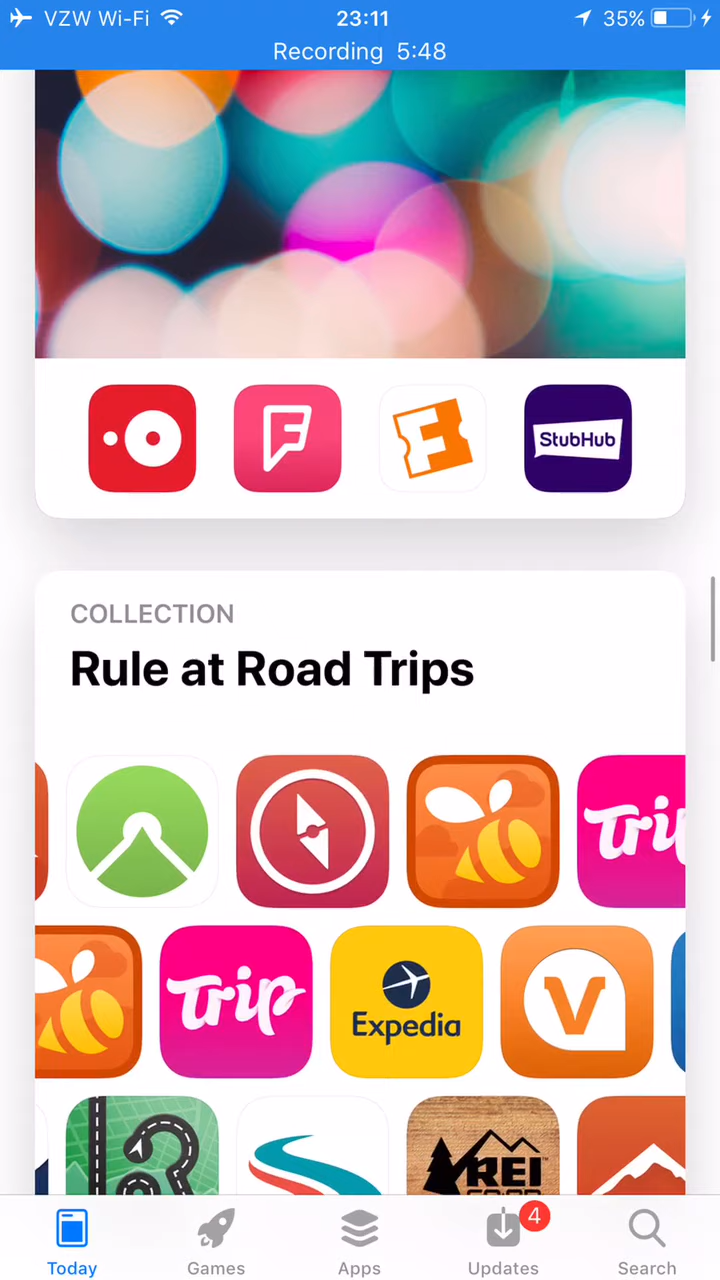 VZW Wi-Fi 23:11 35%
Recording 5:48
StubHub
COLLECTION
Rule at Road Trips
Trip Expedia V
REI
Today Games Apps Updates 4 Search